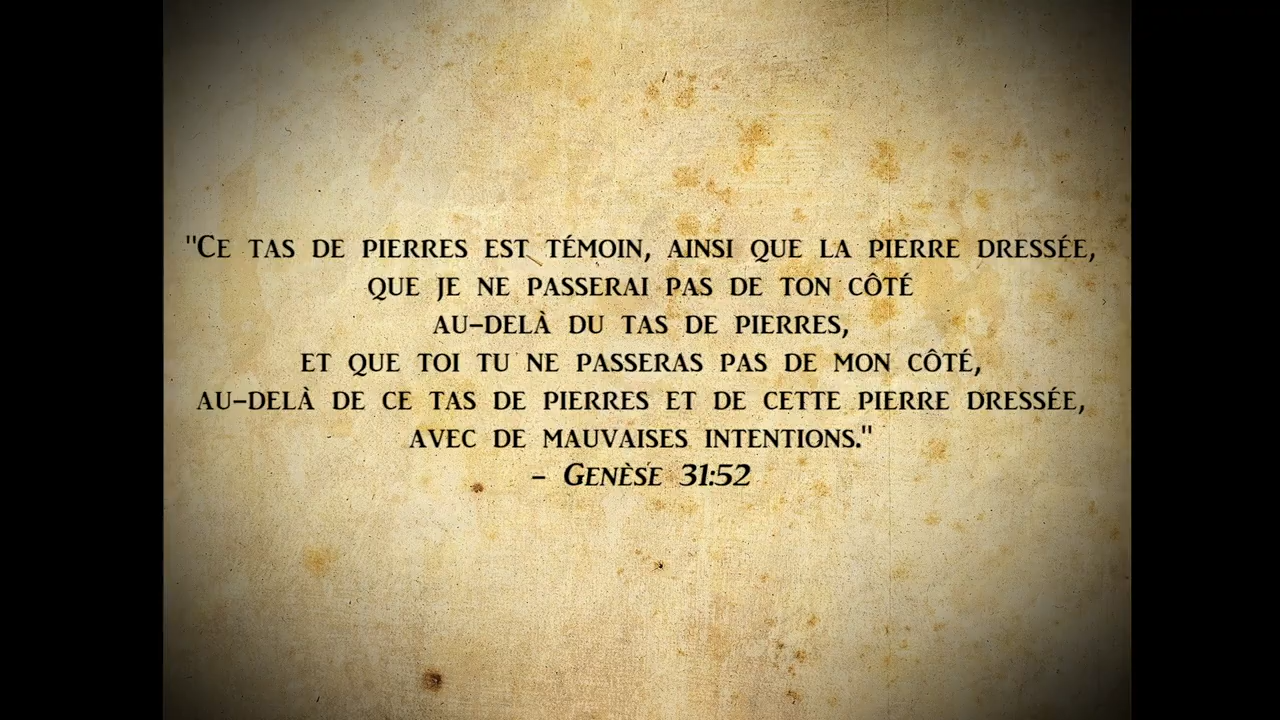 "Ce tas de pierres est témoin, ainsi que la pierre dressée,
que je ne passerai pas de ton côté
au-delà du tas de pierres,
et que toi tu ne passeras pas de mon côté,
au-delà de ce tas de pierres et de cette pierre dressée,
avec de mauvaises intentions."
- Genèse 31:52